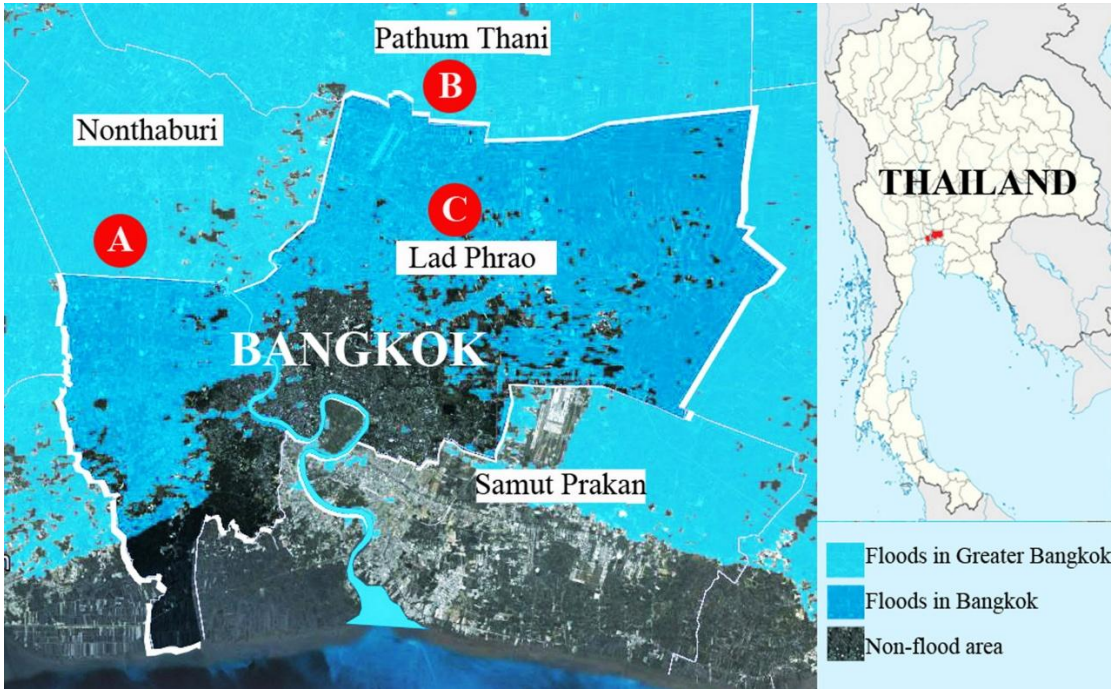 Pathum Thani
B
Nonthaburi
A
C
Lad Phrao
BANGKOK
Samut Prakan
THAILAND
Floods in Greater Bangkok
Floods in Bangkok
Non-flood area